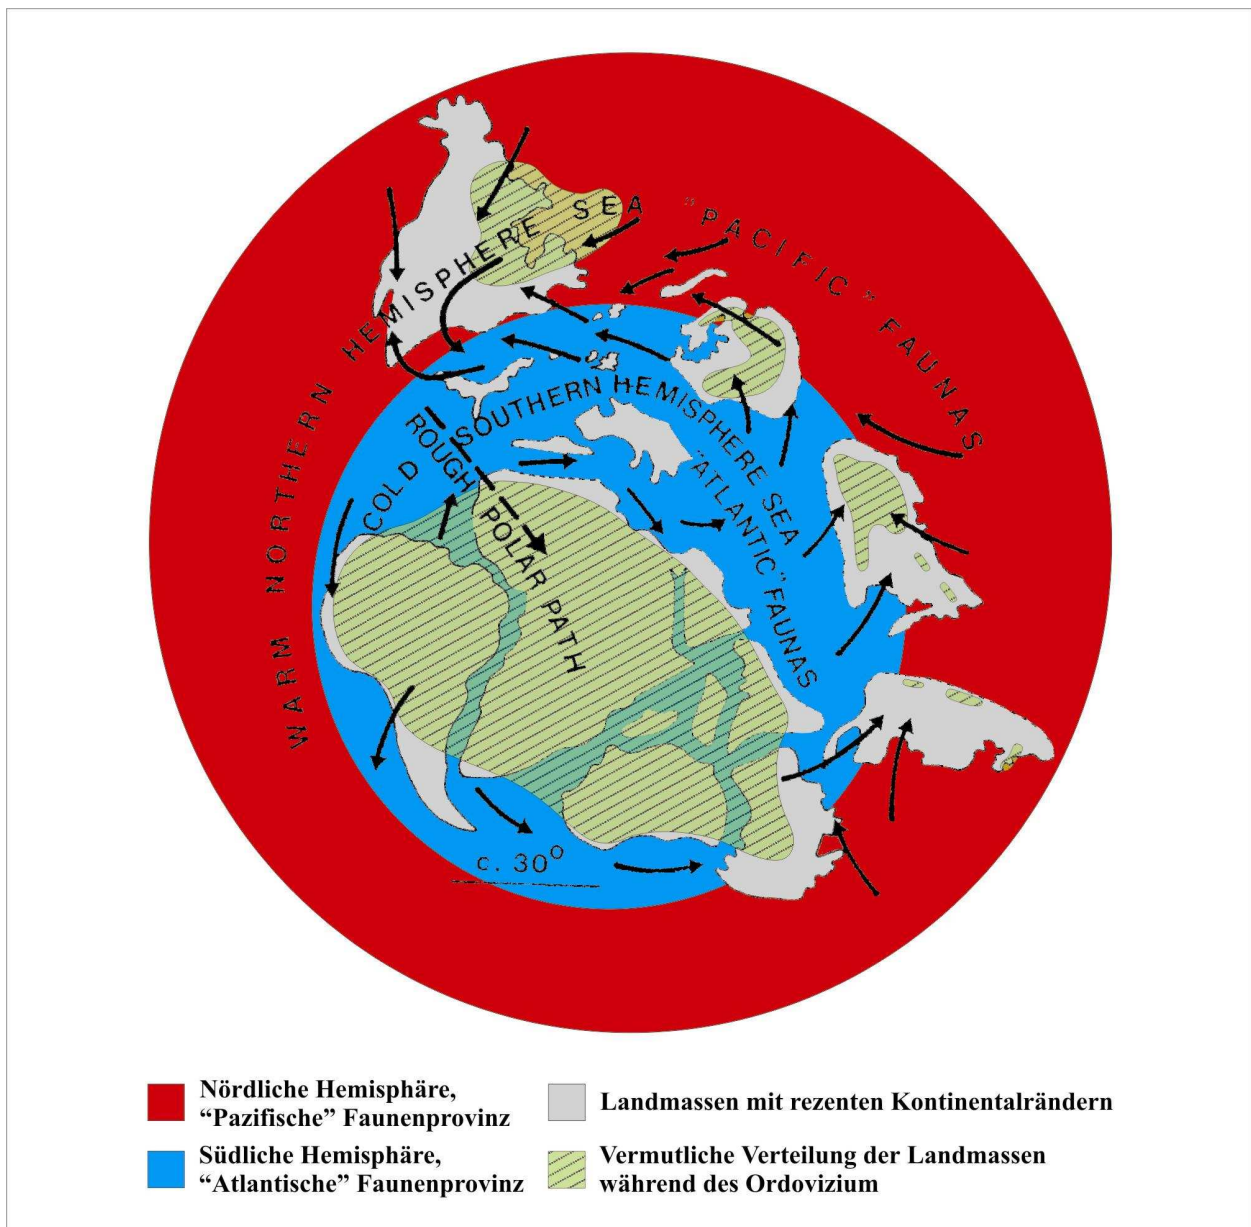 WARM NORTHERN HEMISPHERE SEA "PACIFIC" FAUNAS
COLD SOUTHERN HEMISPHERE SEA
"ATLANTIC" FAUNAS
ROUGH POLAR PATH
c. 30°
Nördliche Hemisphäre,
“Pazifische” Faunenprovinz
Südliche Hemisphäre,
“Atlantische” Faunenprovinz
Landmassen mit rezenten Kontinentalrändern
Vermutliche Verteilung der Landmassen
während des Ordovizium